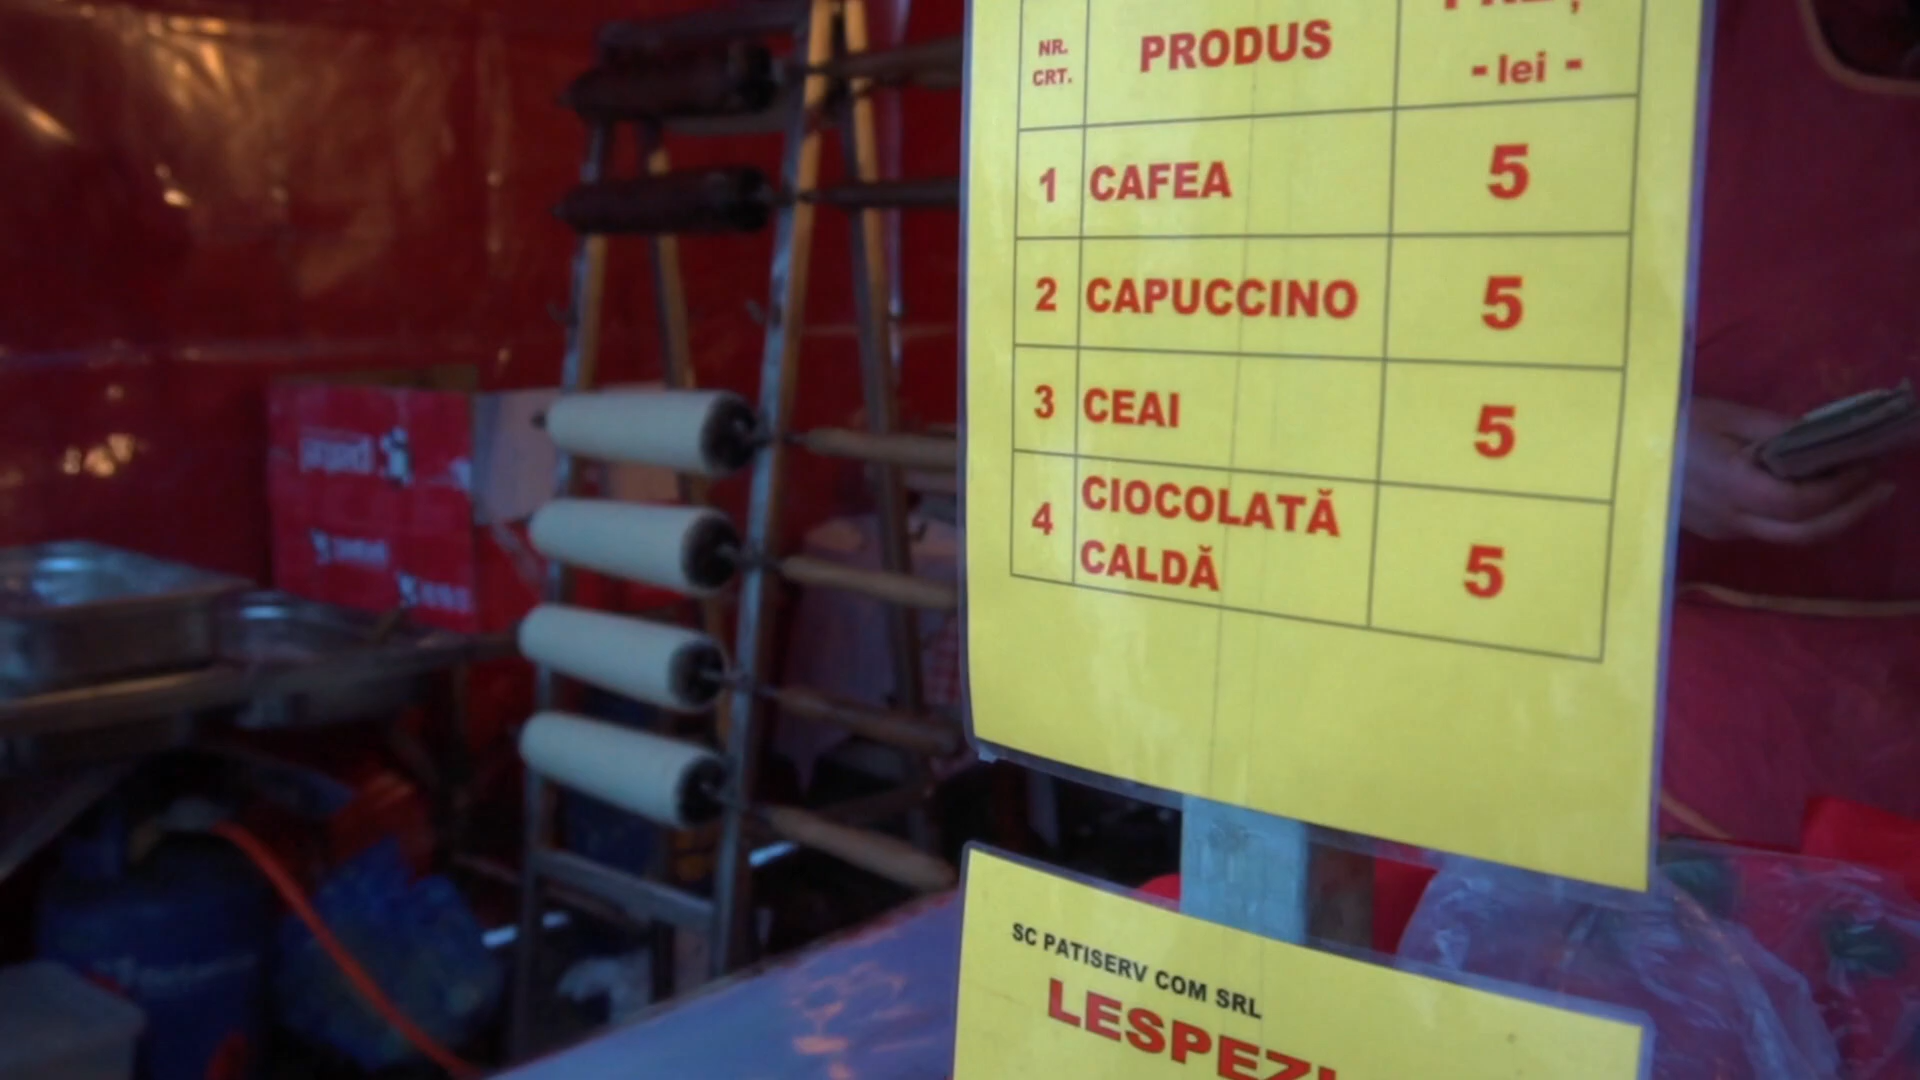 NR.
CRT.
PRODUS
- lei -
1 CAFEA 5
2 CAPUCCINO 5
3 CEAI 5
4 CIOCOLATĂ
CALDĂ 5
SC PATISERV COM SRL
LESPEZI